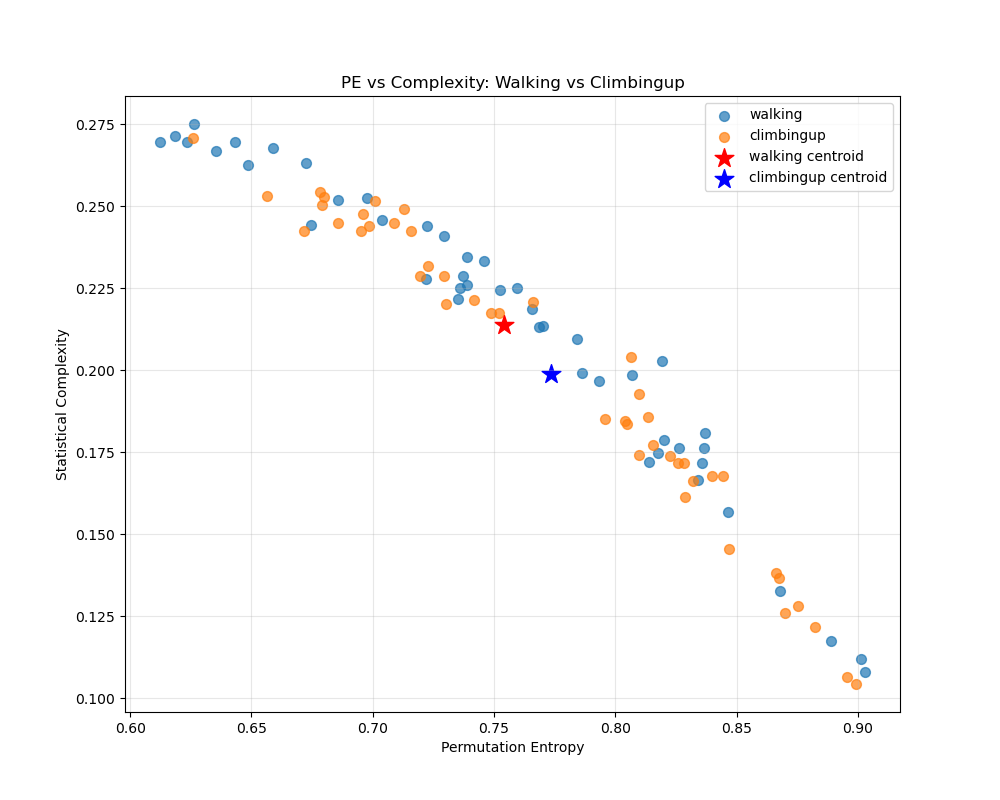 PE vs Complexity: Walking vs Climbingup
walking
climbingup
walking centroid
climbingup centroid
0.275
0.250
0.225
0.200
0.175
0.150
0.125
0.100
Statistical Complexity
0.60
0.65
0.70
0.75
0.80
0.85
0.90
Permutation Entropy